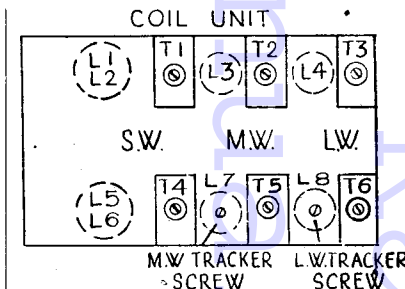 COIL UNIT
T1 T2 T3
L1 L3 L4
L2
S.W. M.W. L.W.
L5 T4 L7 T5 L8 T6
L6
M.W TRACKER L.W.TRACKER
SCREW SCREW